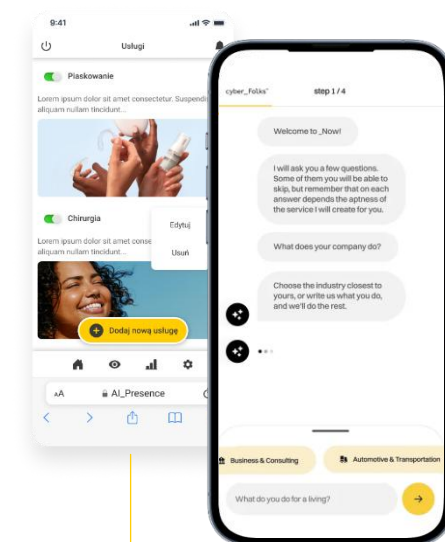 9:41
Usługi
Piaskowanie
Lorem ipsum dolor sit amet consectetur. Suspendis
aliquam nullam tincidunt...
Chirurgia
Lorem ipsum dolor sit amet conse
aliquam nullam tincidunt...
Edytuj
Usuń
Dodaj nową usługę
AA
AI_Presence
cyber_Folks™
step 1 / 4
Welcome to _Now!
I will ask you a few questions.
Some of them you will be able to
skip, but remember that on each
answer depends the aptness of
the service I will create for you.
What does your company do?
Choose the industry closest to
yours, or write us what you do,
and we'll do the rest.
Business & Consulting
Automotive & Transportation
What do you do for a living?